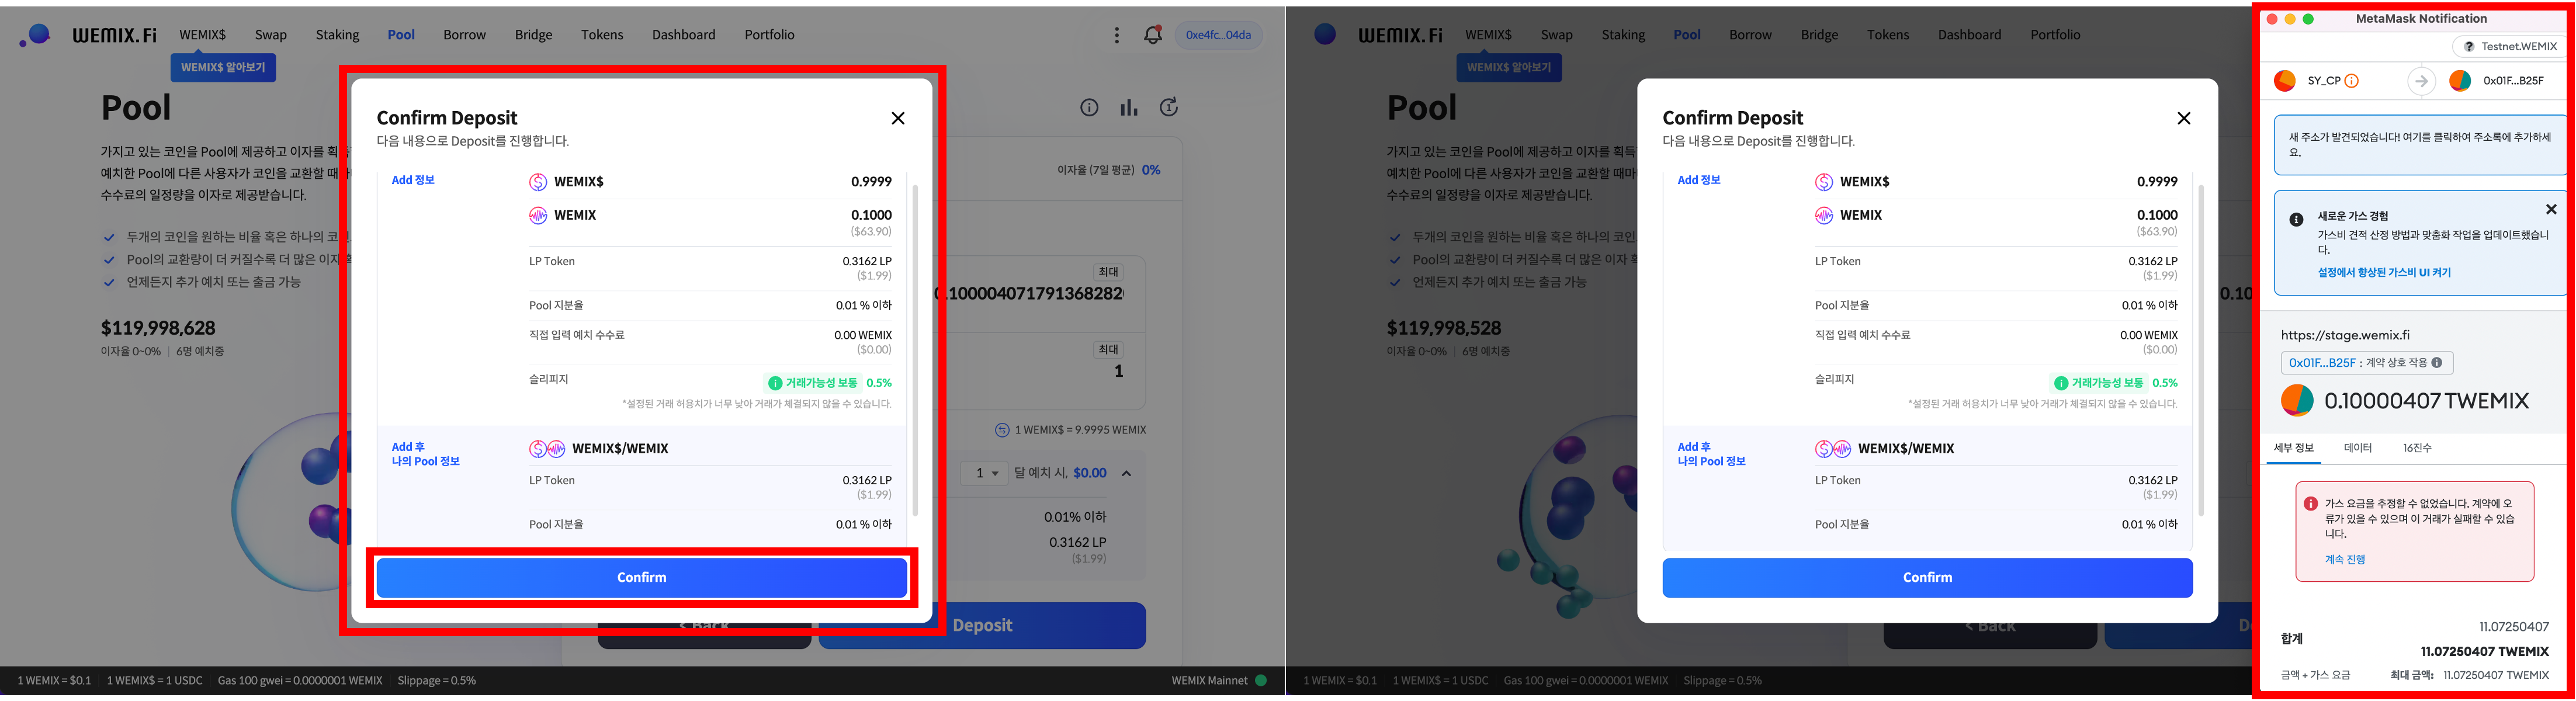 WEMIX.Fi
WEMIX$ Swap Staking Pool Borrow Bridge Tokens Dashboard Portfolio
0xe4fc...04da
WEMIX$ 알아보기
Pool
가지고 있는 코인을 Pool에 제공하고 이자를 획득
예치한 Pool에 다른 사용자가 코인을 교환할 때마
수수료의 일정량을 이자로 제공받습니다.
두개의 코인을 원하는 비율 혹은 하나의 코인
Pool의 교환량이 더 커질수록 더 많은 이자
언제든지 추가 예치 또는 출금 가능
$119,998,628
이자율 0~0% | 6명 예치중
이자율 (7일 평균) 0%
최대
0.1000040717913682820
최대
1
1 WEMIX$ = 9.9995 WEMIX
1 달 예치 시, $0.00
0.01% 이하
0.3162 LP
($1.99)
< Back
Deposit
Confirm Deposit
다음 내용으로 Deposit를 진행합니다.
Add 정보
WEMIX$ 0.9999
WEMIX 0.1000
($63.90)
LP Token 0.3162 LP
($1.99)
Pool 지분율 0.01 % 이하
직접 입력 예치 수수료 0.00 WEMIX
($0.00)
슬리피지 거래가능성 보통 0.5%
*설정된 거래 허용치가 너무 낮아 거래가 체결되지 않을 수 있습니다.
Add 후
나의 Pool 정보
WEMIX$/WEMIX
LP Token 0.3162 LP
($1.99)
Pool 지분율 0.01 % 이하
Confirm
1 WEMIX = $0.1 | 1 WEMIX$ = 1 USDC | Gas 100 gwei = 0.0000001 WEMIX | Slippage = 0.5%
WEMIX Mainnet
WEMIX.Fi
WEMIX$ Swap Staking Pool Borrow Bridge Tokens Dashboard Portfolio
WEMIX$ 알아보기
Pool
가지고 있는 코인을 Pool에 제공하고 이자를 획득
예치한 Pool에 다른 사용자가 코인을 교환할 때마
수수료의 일정량을 이자로 제공받습니다.
두개의 코인을 원하는 비율 혹은 하나의 코인
Pool의 교환량이 더 커질수록 더 많은 이자 획
언제든지 추가 예치 또는 출금 가능
$119,998,528
이자율 0~0% | 6명 예치중
0.10
< Back
Confirm Deposit
다음 내용으로 Deposit를 진행합니다.
Add 정보
WEMIX$ 0.9999
WEMIX 0.1000
($63.90)
LP Token 0.3162 LP
($1.99)
Pool 지분율 0.01 % 이하
직접 입력 예치 수수료 0.00 WEMIX
($0.00)
슬리피지 거래가능성 보통 0.5%
*설정된 거래 허용치가 너무 낮아 거래가 체결되지 않을 수 있습니다.
Add 후
나의 Pool 정보
WEMIX$/WEMIX
LP Token 0.3162 LP
($1.99)
Pool 지분율 0.01 % 이하
Confirm
1 WEMIX = $0.1 | 1 WEMIX$ = 1 USDC Gas 100 gwei = 0.0000001 WEMIX Slippage = 0.5%
MetaMask Notification
Testnet.WEMIX
SY_CP 0x01F...B25F
새 주소가 발견되었습니다! 여기를 클릭하여 주소록에 추가하세
요.
새로운 가스 경험
가스비 견적 산정 방법과 맞춤화 작업을 업데이트했습니
다.
설정에서 향상된 가스비 UI 켜기
https://stage.wemix.fi
0x01F...B25F : 계약 상호 작용
0.10000407 TWEMIX
세부 정보 데이터 16진수
가스 요금을 추정할 수 없었습니다. 계약에 오
류가 있을 수 있으며 이 거래가 실패할 수 있습
니다.
계속 진행
11.07250407
합계
11.07250407 TWEMIX
금액 + 가스 요금 최대 금액: 11.07250407 TWEMIX